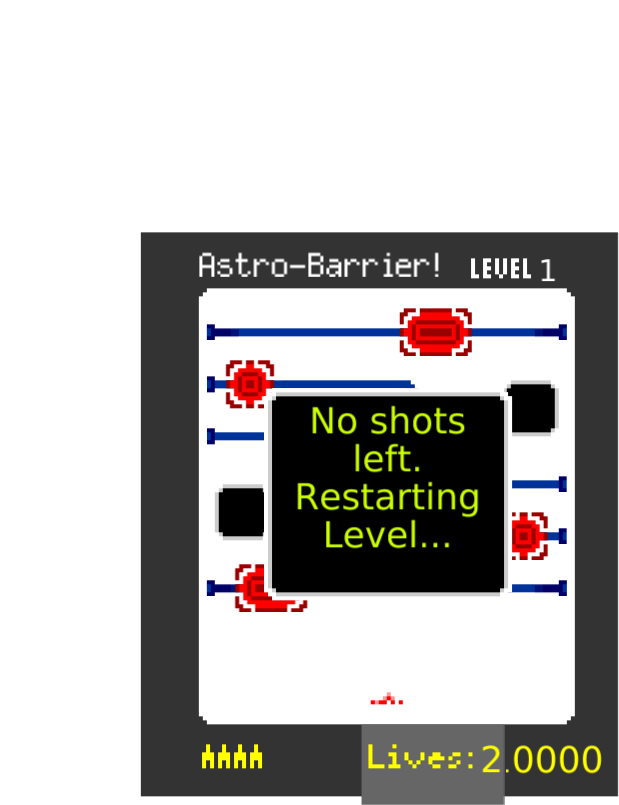 Astro-Barrier! LEVEL 1
No shots
left.
Restarting
Level...
Lives:2.0000